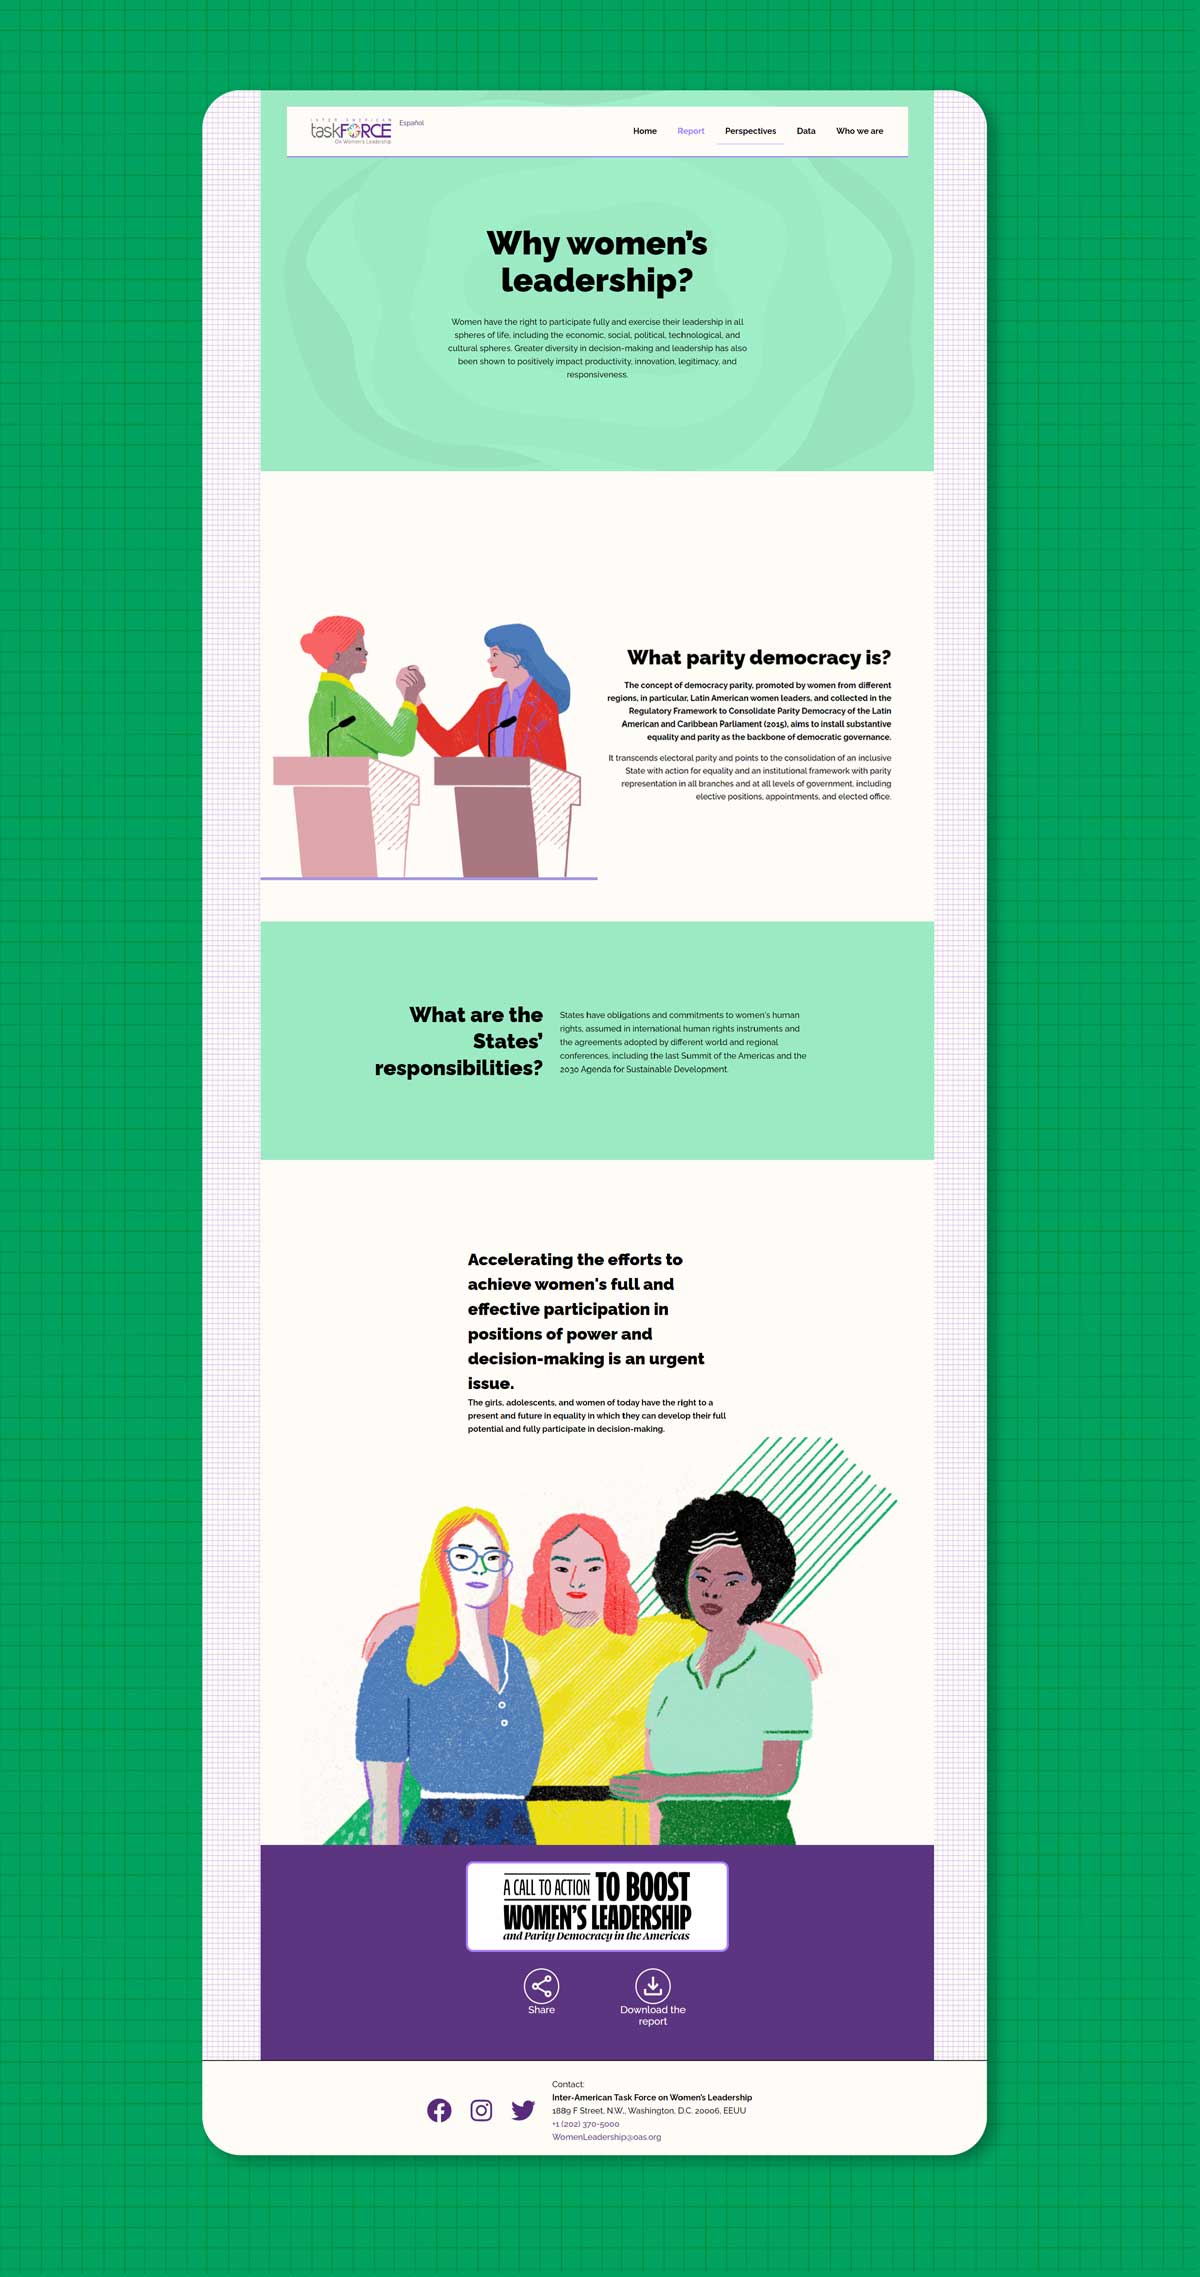 INTER-AMERICAN
taskFORCE
On Women's Leadership
Español
Home Report Perspectives Data Who we are
Why women's
leadership?
Women have the right to participate fully and exercise their leadership in all
spheres of life, including the economic, social, political, technological, and
cultural spheres. Greater diversity in decision-making and leadership has also
been shown to positively impact productivity, innovation, legitimacy, and
responsiveness.
What parity democracy is?
The concept of democracy parity, promoted by women from different
regions, in particular, Latin American women leaders, and collected in the
Regulatory Framework to Consolidate Parity Democracy of the Latin
American and Caribbean Parliament (2015), aims to install substantive
equality and parity as the backbone of democratic governance.
It transcends electoral parity and points to the consolidation of an inclusive
State with action for equality and an institutional framework with parity
representation in all branches and at all levels of government, including
elective positions, appointments, and elected office.
What are the
States'
responsibilities?
States have obligations and commitments to women's human
rights, assumed in international human rights instruments and
the agreements adopted by different world and regional
conferences, including the last Summit of the Americas and the
2030 Agenda for Sustainable Development.
Accelerating the efforts to
achieve women's full and
effective participation in
positions of power and
decision-making is an urgent
issue.
The girls, adolescents, and women of today have the right to a
present and future in equality in which they can develop their full
potential and fully participate in decision-making.
A CALL TO ACTION TO BOOST
WOMEN'S LEADERSHIP
and Parity Democracy in the Americas
Share
Download the
report
Contact:
Inter-American Task Force on Women's Leadership
1889 F Street, N.W., Washington, D.C. 20006, EEUU
+1 (202) 370-5000
WomenLeadership@oas.org